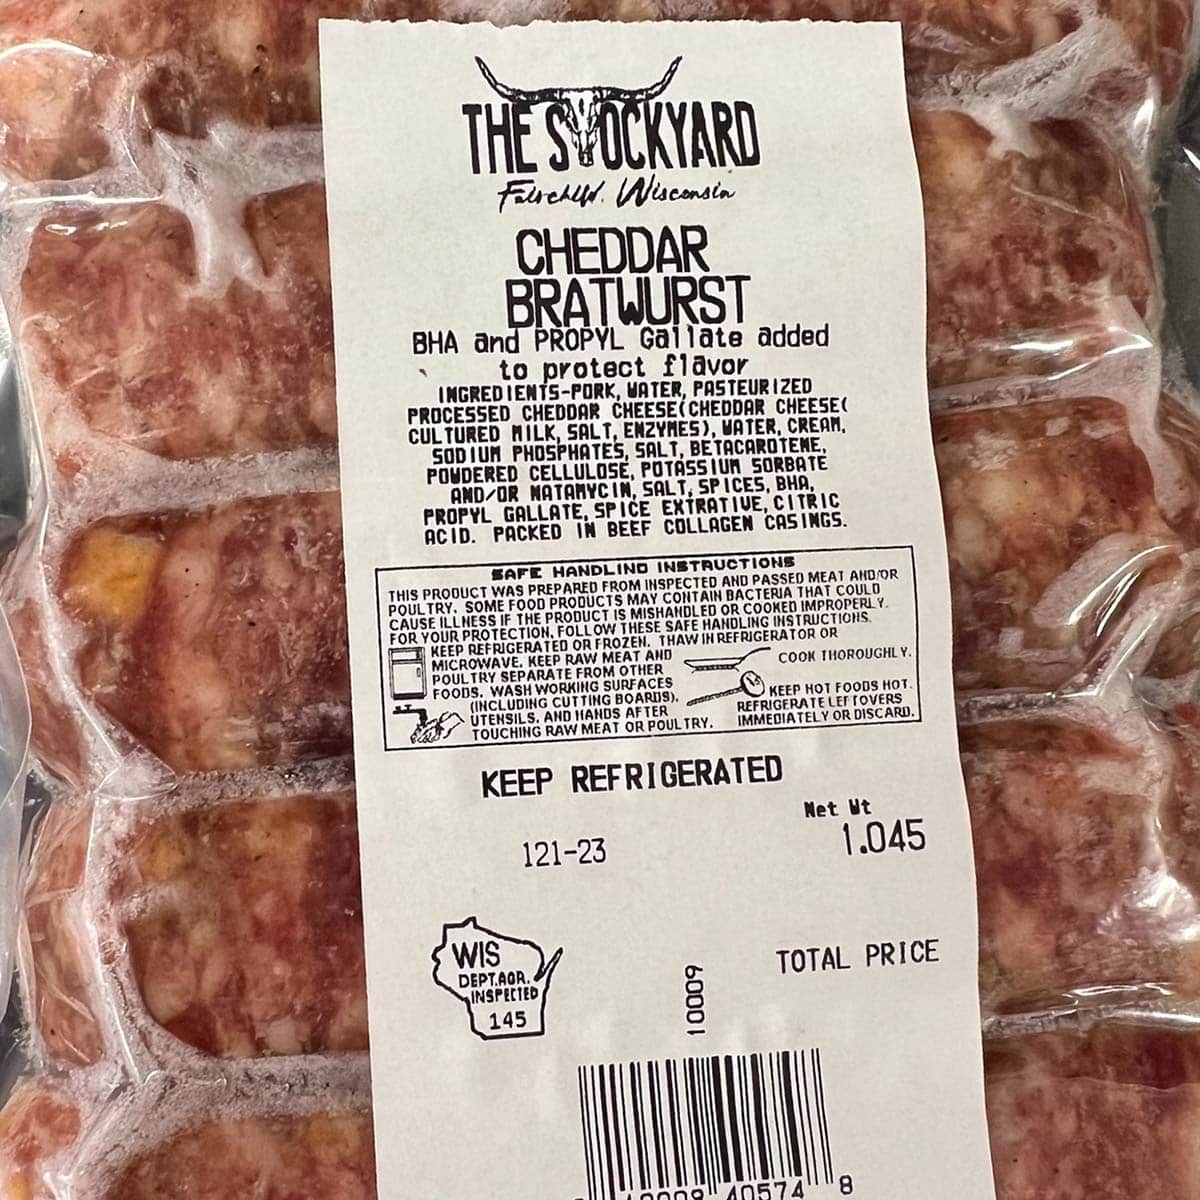 THE STOCKYARD
Fairchild, Wisconsin
CHEDDAR
BRATWURST
BHA and PROPYL Gallate added
to protect flavor
INGREDIENTS-PORK, WATER, PASTEURIZED
PROCESSED CHEDDAR CHEESE(CHEDDAR CHEESE(
CULTURED MILK, SALT, ENZYMES), WATER, CREAM,
SODIUM PHOSPHATES, SALT, BETACAROTENE,
POWDERED CELLULOSE, POTASSIUM SORBATE
AND/OR NATAMYCIN, SALT, SPICES, BHA,
PROPYL GALLATE, SPICE EXTRATIVE, CITRIC
ACID. PACKED IN BEEF COLLAGEN CASINGS.
SAFE HANDLING INSTRUCTIONS
THIS PRODUCT WAS PREPARED FROM INSPECTED AND PASSED MEAT AND/OR
POULTRY. SOME FOOD PRODUCTS MAY CONTAIN BACTERIA THAT COULD
CAUSE ILLNESS IF THE PRODUCT IS MISHANDLED OR COOKED IMPROPERLY.
FOR YOUR PROTECTION, FOLLOW THESE SAFE HANDLING INSTRUCTIONS.
KEEP REFRIGERATED OR FROZEN. THAW IN REFRIGERATOR OR
MICROWAVE. KEEP RAW MEAT AND
POULTRY SEPARATE FROM OTHER
FOODS. WASH WORKING SURFACES
(INCLUDING CUTTING BOARDS),
UTENSILS, AND HANDS AFTER
TOUCHING RAW MEAT OR POULTRY.
COOK THOROUGHLY.
KEEP HOT FOODS HOT.
REFRIGERATE LEFTOVERS
IMMEDIATELY OR DISCARD.
KEEP REFRIGERATED
Net Wt
121-23
1.045
WIS
DEPT.AGR.
INSPECTED
145
10009
TOTAL PRICE
40574 8